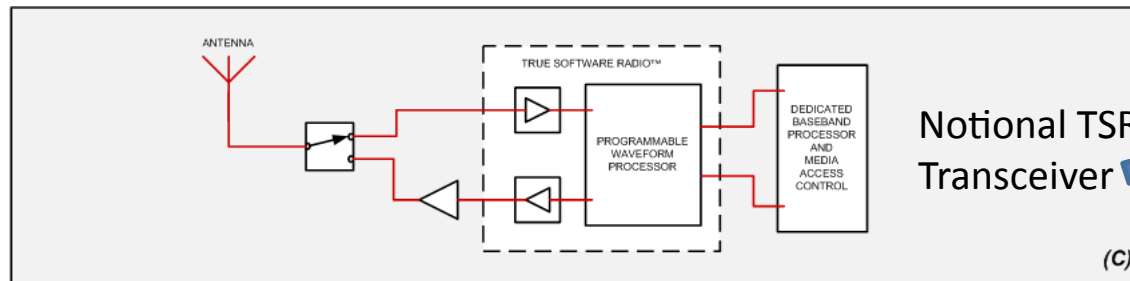 ANTENNA
TRUE SOFTWARE RADIO™
PROGRAMMABLE
WAVEFORM
PROCESSOR
DEDICATED
BASEBAND
PROCESSOR
AND
MEDIA
ACCESS
CONTROL
Notional TSR
Transceiver
(C)